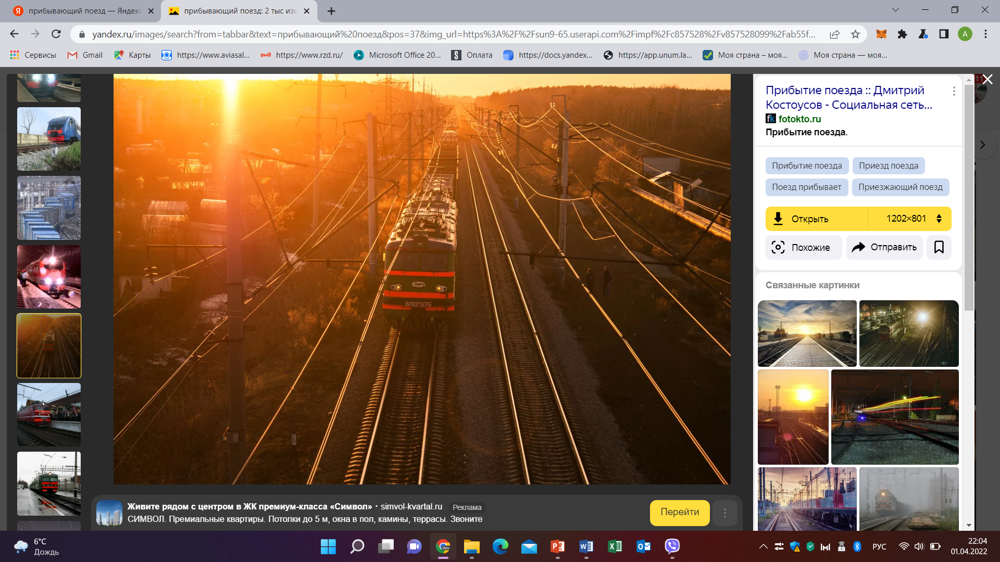 прибывающий поезд — Яндекс
прибывающий поезд: 2 тыс изо
yandex.ru/images/search?from=tabbar&text=прибывающий%20поезд&pos=37&img_url=https%3A%2F%2Fsun9-65.userapi.com%2Fimpf%2Fc857528%2Fv857528099%2Fab55f...
A
Сервисы
Gmail
Карты
https://www.aviasal...
https://www.rzd.ru/
Microsoft Office 20...
Оплата
https://docs.yandex...
https://app.unum.la...
Моя страна – моя...
Моя страна — моя...
ВЛ10У-375
Прибытие поезда :: Дмитрий
Костоусов - Социальная сеть...
fk fotokto.ru
Прибытие поезда.
Прибытие поезда
Приезд поезда
Поезд прибывает
Приезжающий поезд
Открыть
1202×801
Похожие
Отправить
Связанные картинки
Живите рядом с центром в ЖК премиум-класса «Символ» · simvol-kvartal.ru Реклама
СИМВОЛ. Премиальные квартиры. Потолки до 5 м, окна в пол, камины, террасы. Звоните
Перейти
6°C
Дождь
РУС
22:04
01.04.2022